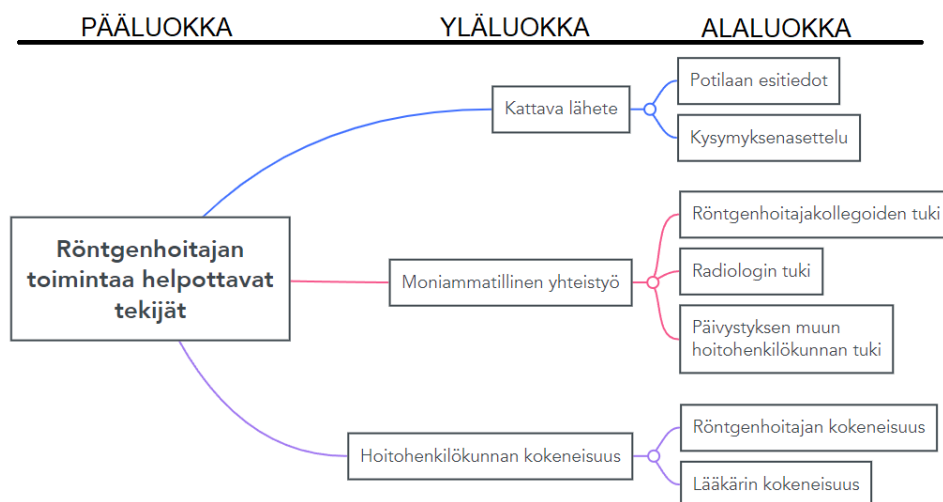 PÄÄLUOKKA
YLÄLUOKKA
ALALUOKKA
Röntgenhoitajan
toimintaa helpottavat
tekijät
Kattava lähete
Potilaan esitiedot
Kysymyksenasettelu
Moniammatillinen yhteistyö
Röntgenhoitajakollegoiden tuki
Radiologin tuki
Päivystyksen muun
hoitohenkilökunnan tuki
Hoitohenkilökunnan kokeneisuus
Röntgenhoitajan kokeneisuus
Lääkärin kokeneisuus